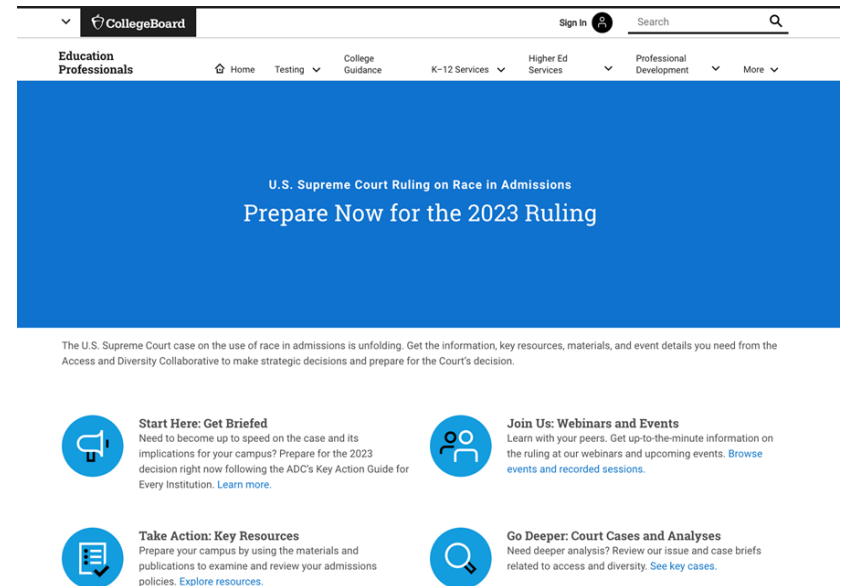 CollegeBoard
Sign In
Search
Education
Professionals
Home
Testing
College
Guidance
K–12 Services
Higher Ed
Services
Professional
Development
More
U.S. Supreme Court Ruling on Race in Admissions
Prepare Now for the 2023 Ruling
The U.S. Supreme Court case on the use of race in admissions is unfolding. Get the information, key resources, materials, and event details you need from the
Access and Diversity Collaborative to make strategic decisions and prepare for the Court's decision.
Start Here: Get Briefed
Need to become up to speed on the case and its
implications for your campus? Prepare for the 2023
decision right now following the ADC's Key Action Guide for
Every Institution. Learn more.
Join Us: Webinars and Events
Learn with your peers. Get up-to-the-minute information on
the ruling at our webinars and upcoming events. Browse
events and recorded sessions.
Take Action: Key Resources
Prepare your campus by using the materials and
publications to examine and review your admissions
policies. Explore resources.
Go Deeper: Court Cases and Analyses
Need deeper analysis? Review our issue and case briefs
related to access and diversity. See key cases.